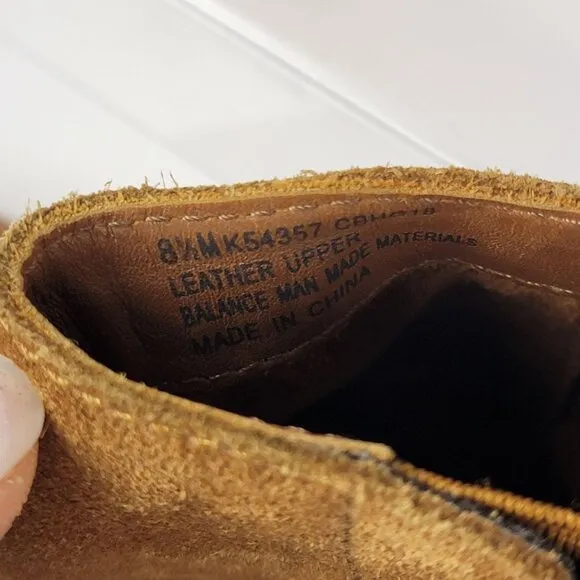 8½M K54357
LEATHER UPPER
BALANCE MAN MADE MATERIALS
MADE IN CHINA